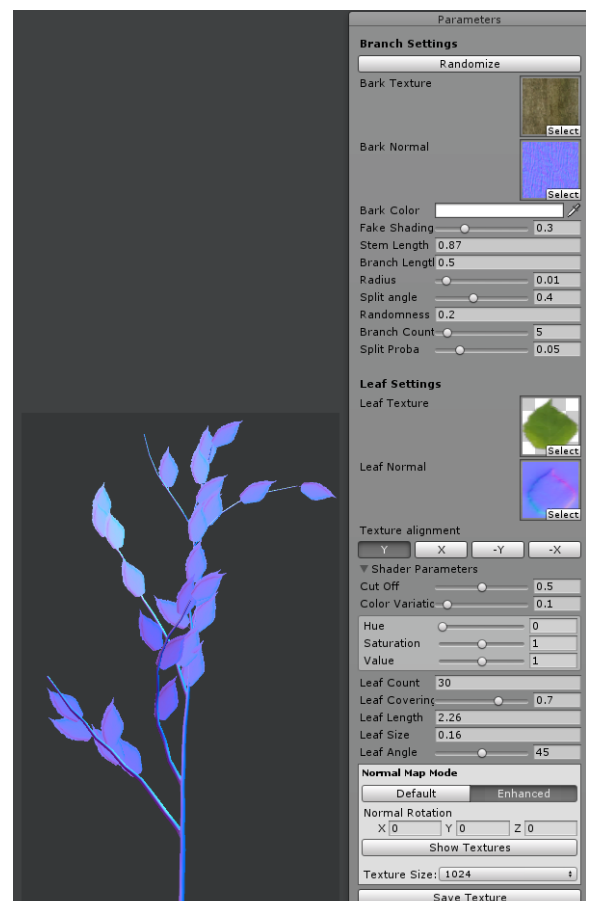 Parameters
Branch Settings
Randomize
Bark Texture
Select
Bark Normal
Select
Bark Color
Fake Shading 0.3
Stem Length 0.87
Branch Lengtl 0.5
Radius 0.01
Split angle 0.4
Randomness 0.2
Branch Count 5
Split Proba 0.05
Leaf Settings
Leaf Texture
Select
Leaf Normal
Select
Texture alignment
Y X -Y -X
Shader Parameters
Cut Off 0.5
Color Variatic 0.1
Hue 0
Saturation 1
Value 1
Leaf Count 30
Leaf Covering 0.7
Leaf Length 2.26
Leaf Size 0.16
Leaf Angle 45
Normal Map Mode
Default Enhanced
Normal Rotation
X 0 Y 0 Z 0
Show Textures
Texture Size: 1024
Save Texture